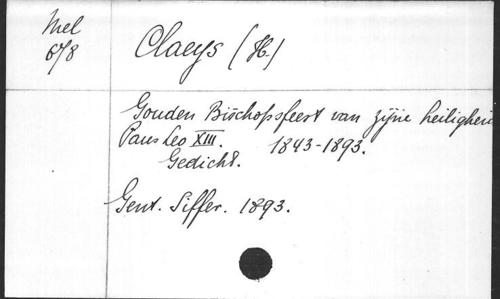 Mel
678
Claeys (H.)
Gouden Bisschopsfeest van zijne heiligheid
Paus Leo XIII. 1843-1893.
Gedicht.
Gent. Siffer. 1893.